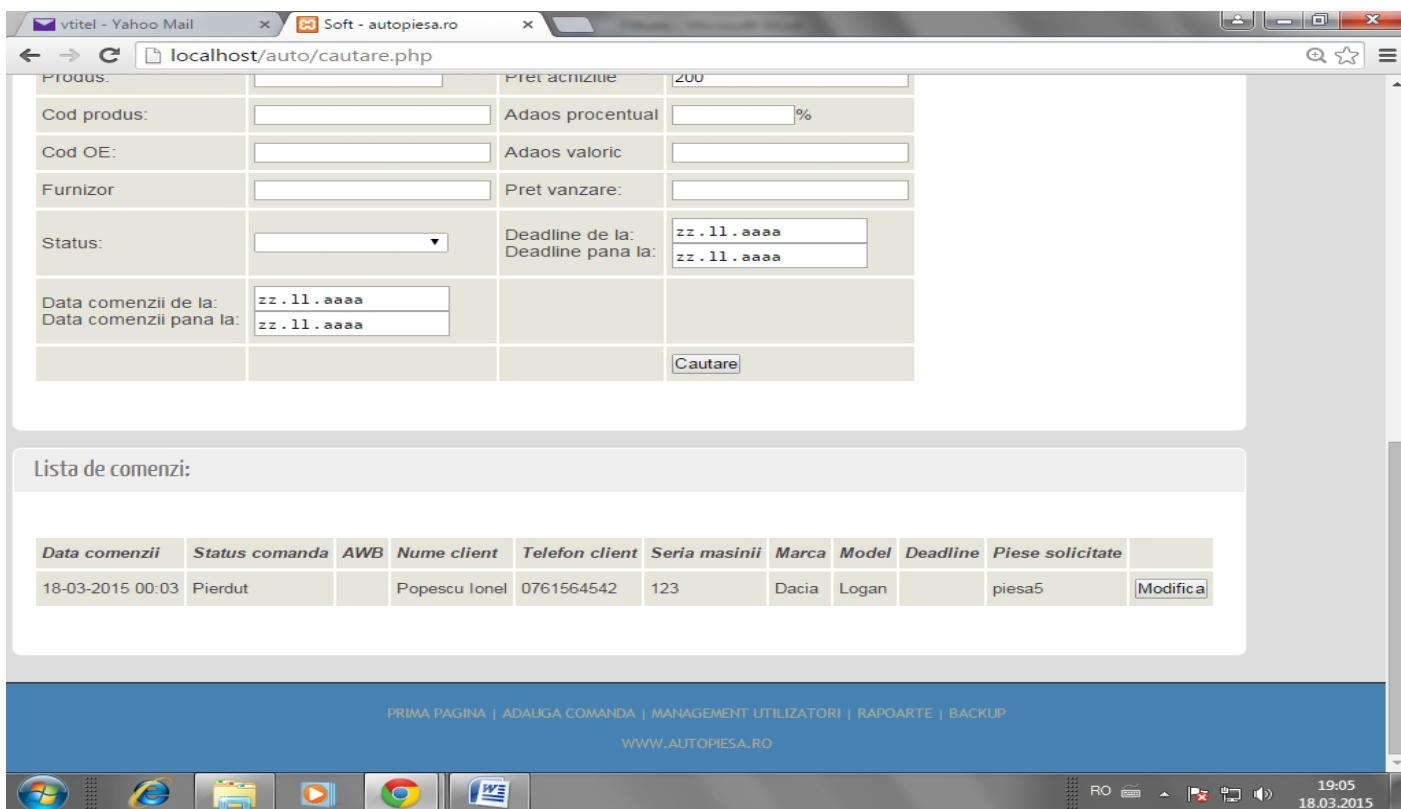 vtitel - Yahoo Mail
Soft - autopiesa.ro
localhost/auto/cautare.php
Produs: Pret achizitie 200
Cod produs: Adaos procentual %
Cod OE: Adaos valoric
Furnizor Pret vanzare:
Status: Deadline de la: zz.ll.aaaa
Deadline pana la: zz.ll.aaaa
Data comenzii de la: zz.ll.aaaa
Data comenzii pana la: zz.ll.aaaa
Cautare
Lista de comenzi:
Data comenzii Status comanda AWB Nume client Telefon client Seria masinii Marca Model Deadline Piese solicitate
18-03-2015 00:03 Pierdut Popescu Ionel 0761564542 123 Dacia Logan piesa5 Modifica
PRIMA PAGINA | ADAUGA COMANDA | MANAGEMENT UTILIZATORI | RAPOARTE | BACKUP
WWW.AUTOPIESA.RO
RO 19:05
18.03.2015